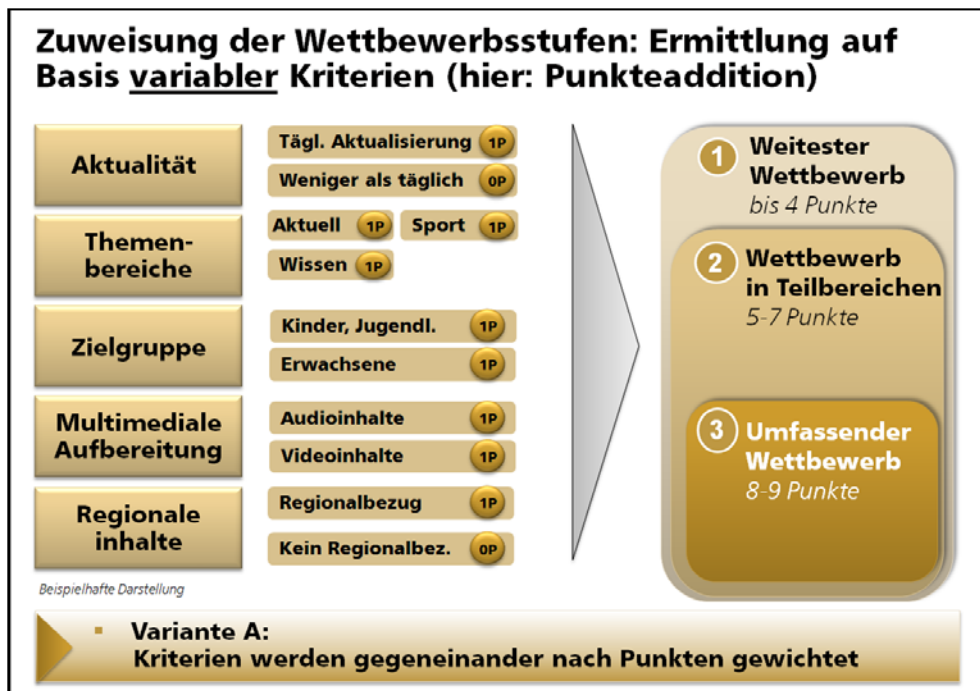 Zuweisung der Wettbewerbsstufen: Ermittlung auf
Basis variabler Kriterien (hier: Punkteaddition)
Aktualität
Tägl. Aktualisierung 1P
Weniger als täglich 0P
Themen-
bereiche
Aktuell 1P Sport 1P
Wissen 1P
Zielgruppe
Kinder, Jugendl. 1P
Erwachsene 1P
Multimediale
Aufbereitung
Audioinhalte 1P
Videoinhalte 1P
Regionale
inhalte
Regionalbezug 1P
Kein Regionalbez. 0P
1 Weitester
Wettbewerb
bis 4 Punkte
2 Wettbewerb
in Teilbereichen
5-7 Punkte
3 Umfassender
Wettbewerb
8-9 Punkte
Beispielhafte Darstellung
Variante A:
Kriterien werden gegeneinander nach Punkten gewichtet